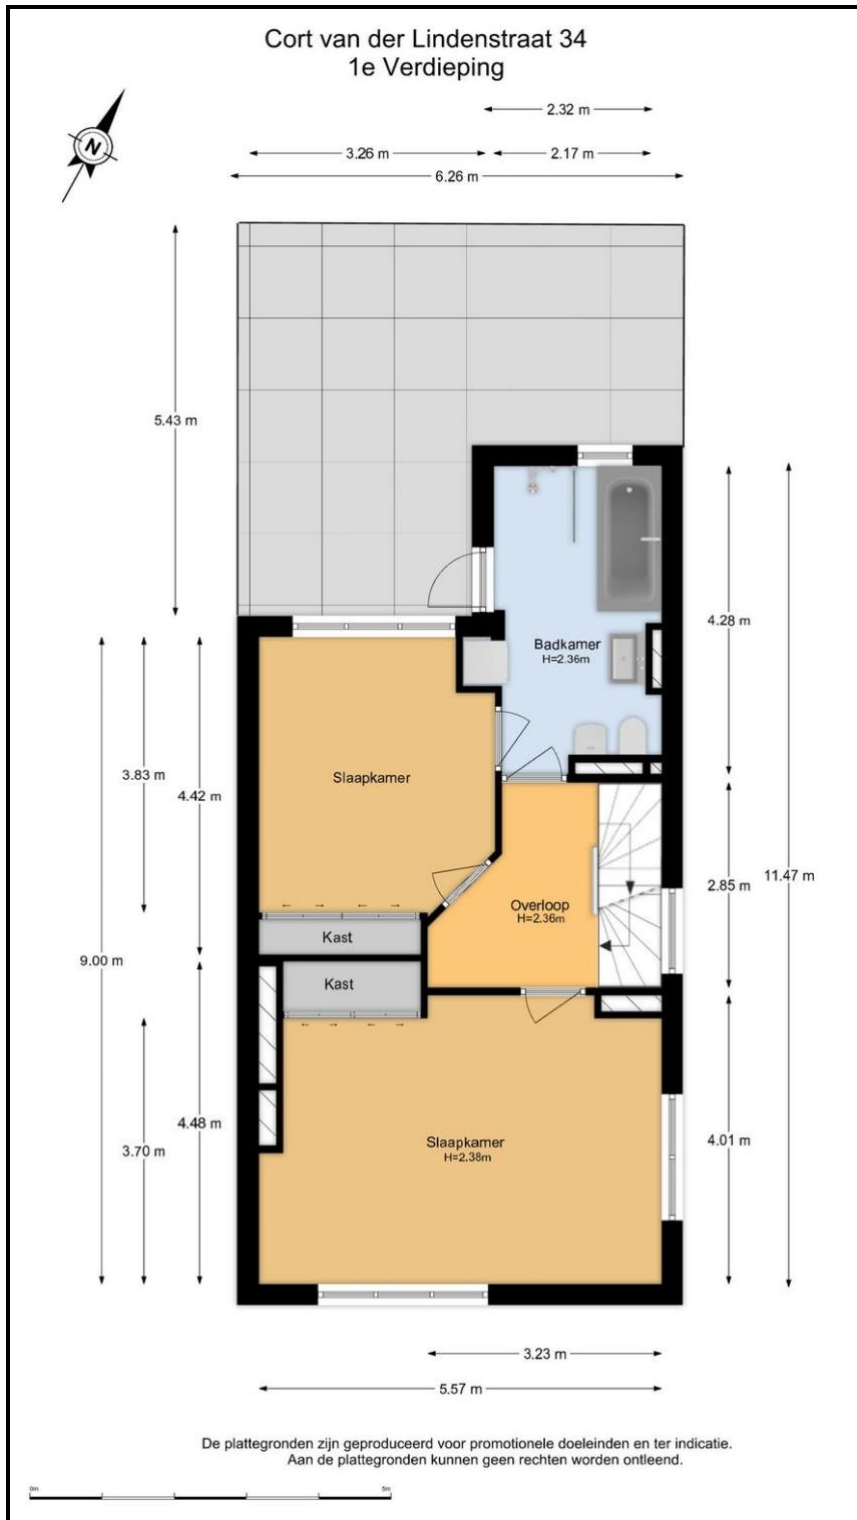 Cort van der Lindenstraat 34
1e Verdieping
N
2.32 m
3.26 m
2.17 m
6.26 m
5.43 m
4.28 m
Badkamer
H=2.36m
3.83 m
Slaapkamer
4.42 m
11.47 m
2.85 m
Overloop
H=2.36m
Kast
9.00 m
Kast
4.48 m
3.70 m
Slaapkamer
H=2.38m
4.01 m
3.23 m
5.57 m
De plattegronden zijn geproduceerd voor promotionele doeleinden en ter indicatie.
Aan de plattegronden kunnen geen rechten worden ontleend.
0m
5m